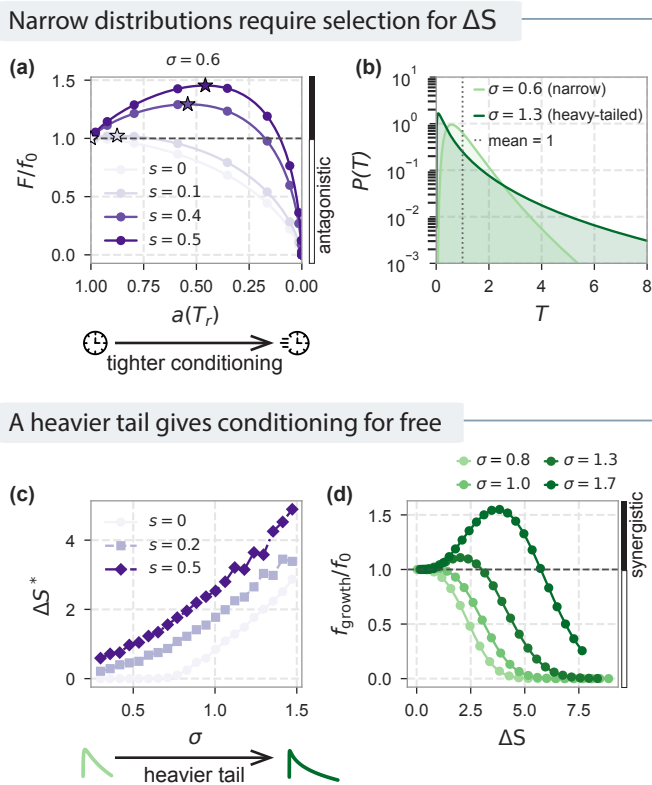 Narrow distributions require selection for ΔS
(a)
σ = 0.6
1.5
1.0
0.5
0.0
F/f₀
s = 0
s = 0.1
s = 0.4
s = 0.5
1.00
0.75
0.50
0.25
0.00
a(Tᵣ)
antagonistic
tighter conditioning
(b)
10¹
10⁰
10⁻¹
10⁻²
10⁻³
P(T)
σ = 0.6 (narrow)
σ = 1.3 (heavy-tailed)
mean = 1
0
2
4
6
8
T
A heavier tail gives conditioning for free
(c)
4
2
0
ΔS*
s = 0
s = 0.2
s = 0.5
0.5
1.0
1.5
σ
heavier tail
(d)
σ = 0.8
σ = 1.3
σ = 1.0
σ = 1.7
1.5
1.0
0.5
0.0
f_growth/f₀
0.0
2.5
5.0
7.5
ΔS
synergistic